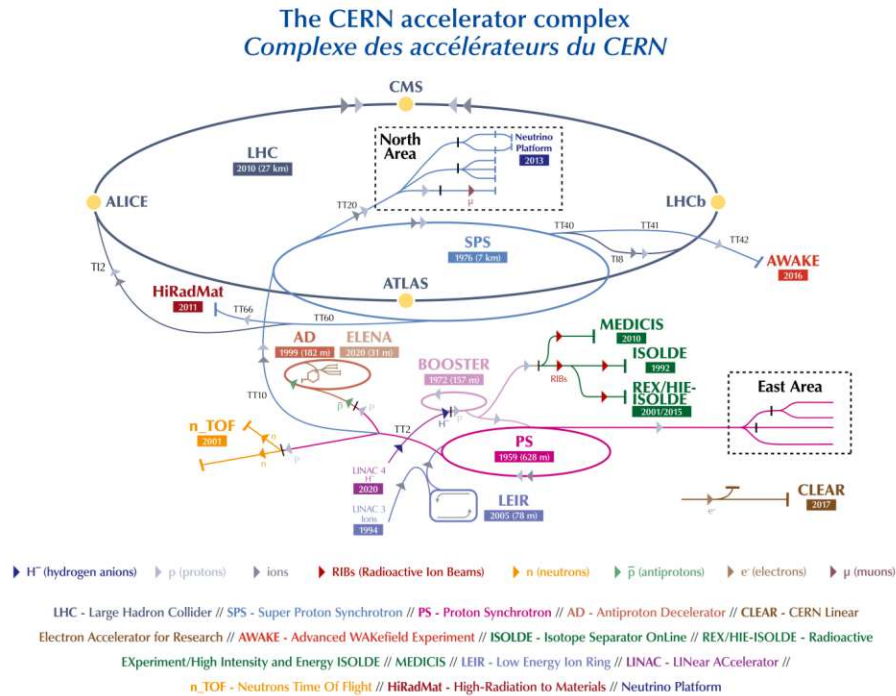 The CERN accelerator complex
Complexe des accélérateurs du CERN
CMS
North
Area
Neutrino
Platform
2013
LHC
2010 (27 km)
μ
ALICE
LHCb
TT20
TT40
TT41
TT42
SPS
1976 (7 km)
TI2
TI8
AWAKE
2016
HiRadMat
2011
ATLAS
TT66
TT60
MEDICIS
2010
AD
1999 (182 m)
ELENA
2020 (31 m)
ISOLDE
1992
BOOSTER
1972 (157 m)
RIBs
REX/HIE-
ISOLDE
2001/2015
East Area
TT10
p̅
p
H⁻
p
TT2
n_TOF
2001
n
n
p
PS
1959 (628 m)
LINAC 4
H⁻
2020
LEIR
2005 (78 m)
LINAC 3
Ions
1994
CLEAR
2017
e⁻
H⁻ (hydrogen anions) p (protons) ions RIBs (Radioactive Ion Beams) n (neutrons) p̅ (antiprotons) e⁻ (electrons) μ (muons)
LHC - Large Hadron Collider // SPS - Super Proton Synchrotron // PS - Proton Synchrotron // AD - Antiproton Decelerator // CLEAR - CERN Linear
Electron Accelerator for Research // AWAKE - Advanced WAKefield Experiment // ISOLDE - Isotope Separator OnLine // REX/HIE-ISOLDE - Radioactive
EXperiment/High Intensity and Energy ISOLDE // MEDICIS // LEIR - Low Energy Ion Ring // LINAC - LINear ACcelerator //
n_TOF - Neutrons Time Of Flight // HiRadMat - High-Radiation to Materials // Neutrino Platform